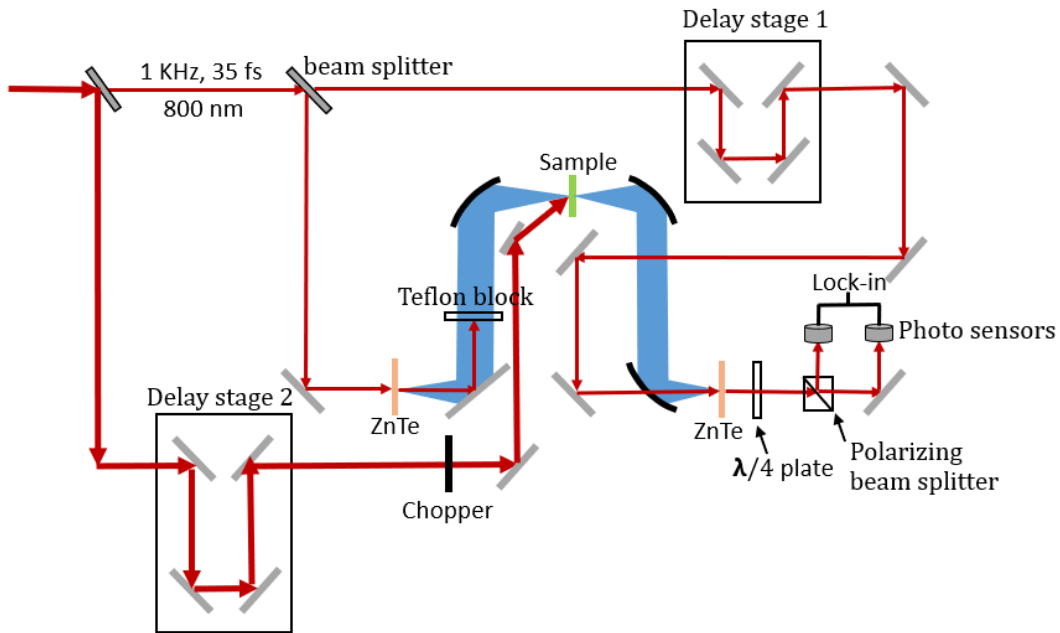 Delay stage 1
1 KHz, 35 fs
beam splitter
800 nm
Sample
Lock-in
Teflon block
Photo sensors
Delay stage 2
ZnTe
ZnTe
λ/4 plate
Polarizing
beam splitter
Chopper